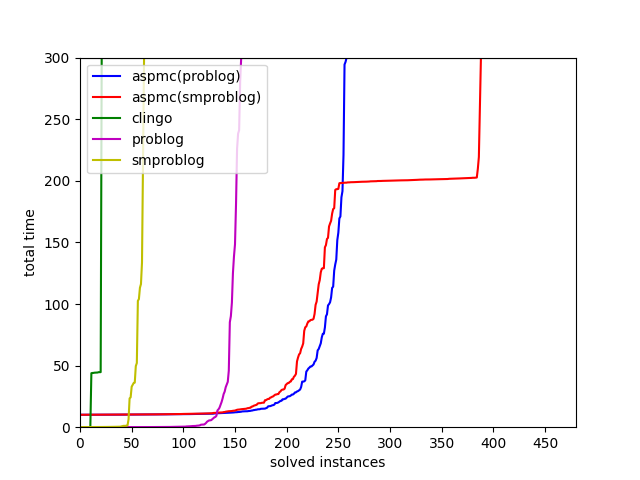 300
250
200
150
100
50
0
total time
aspmc(problog)
aspmc(smproblog)
clingo
problog
smproblog
0 50 100 150 200 250 300 350 400 450
solved instances